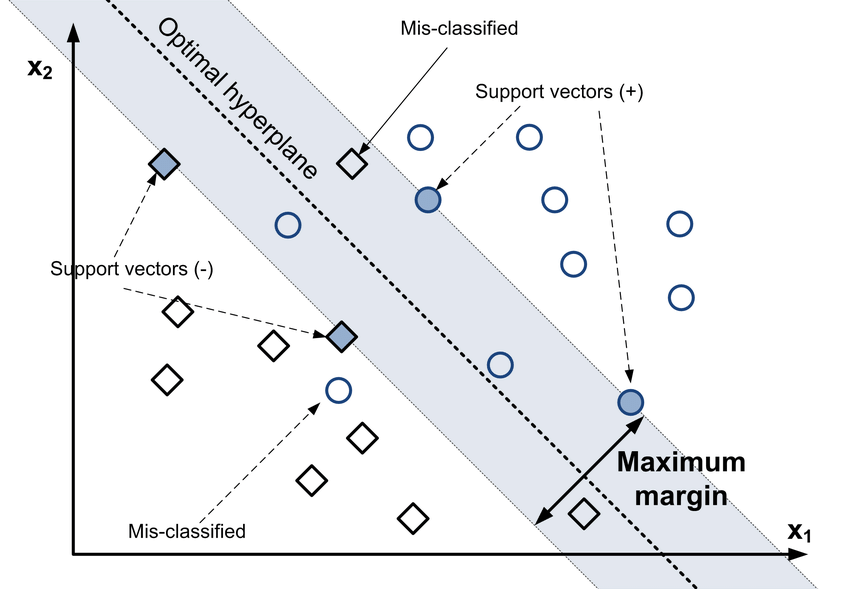 Mis-classified
x2
Optimal hyperplane
Support vectors (+)
Support vectors (-)
Maximum
margin
Mis-classified
x1